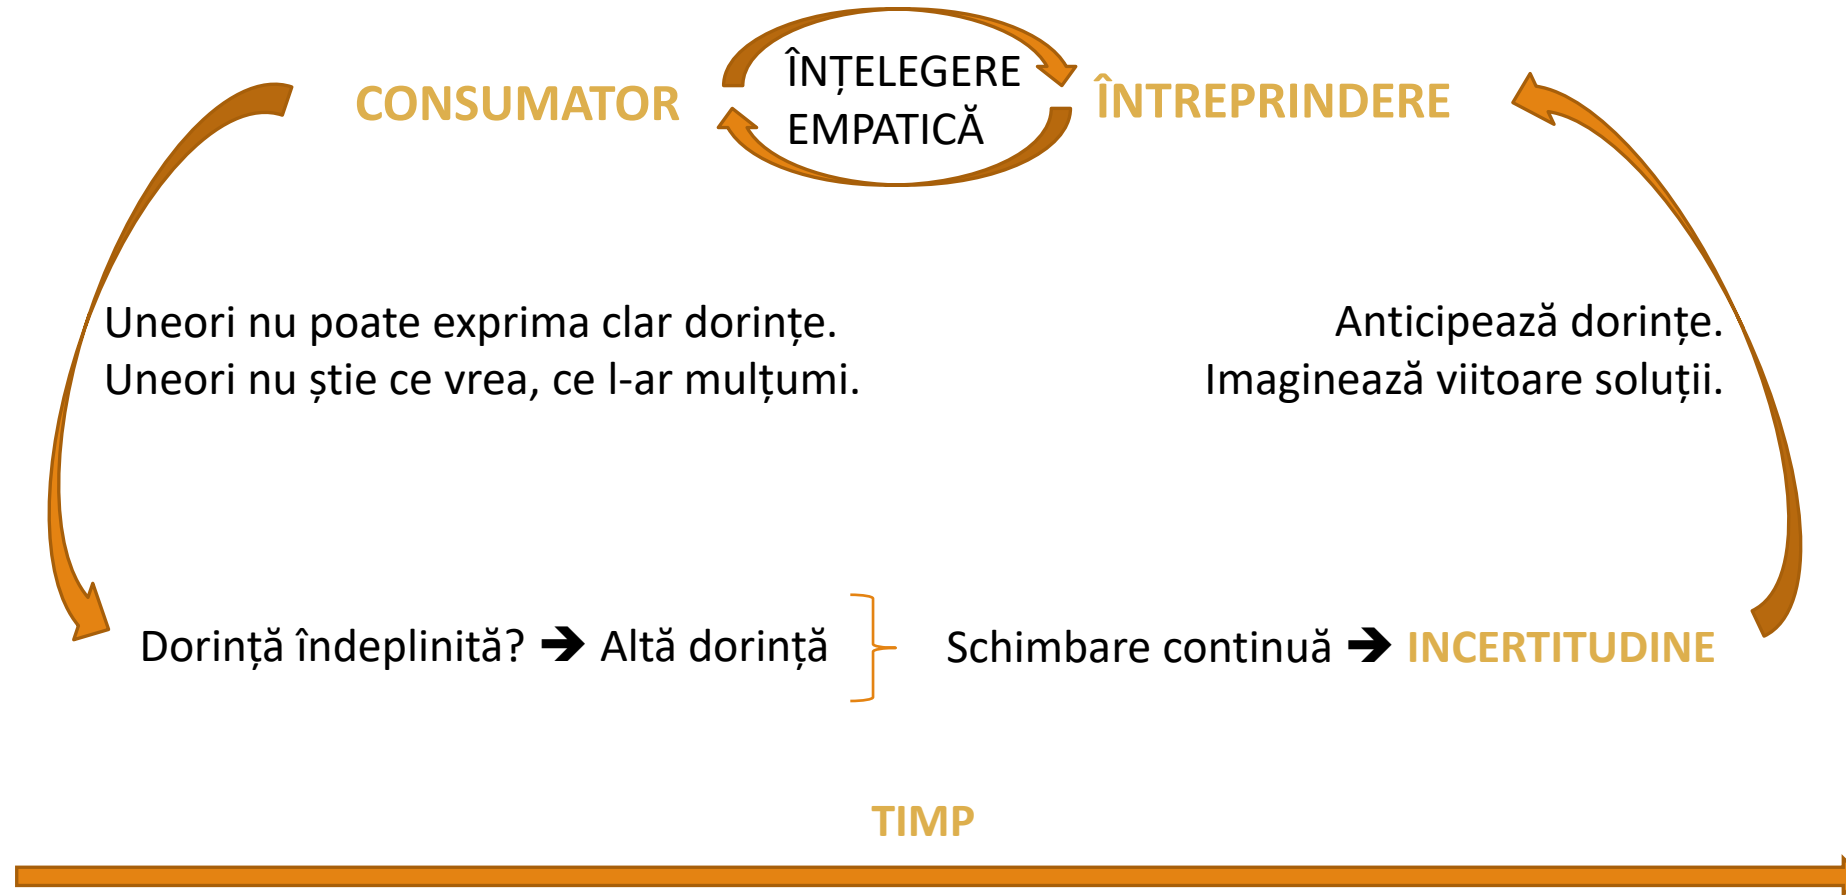 CONSUMATOR
ÎNȚELEGERE
EMPATICĂ
ÎNTREPRINDERE
Uneori nu poate exprima clar dorințe.
Uneori nu știe ce vrea, ce l-ar mulțumi.
Anticipează dorințe.
Imaginează viitoare soluții.
Dorință îndeplinită? ➔ Altă dorință
Schimbare continuă ➔ INCERTITUDINE
TIMP